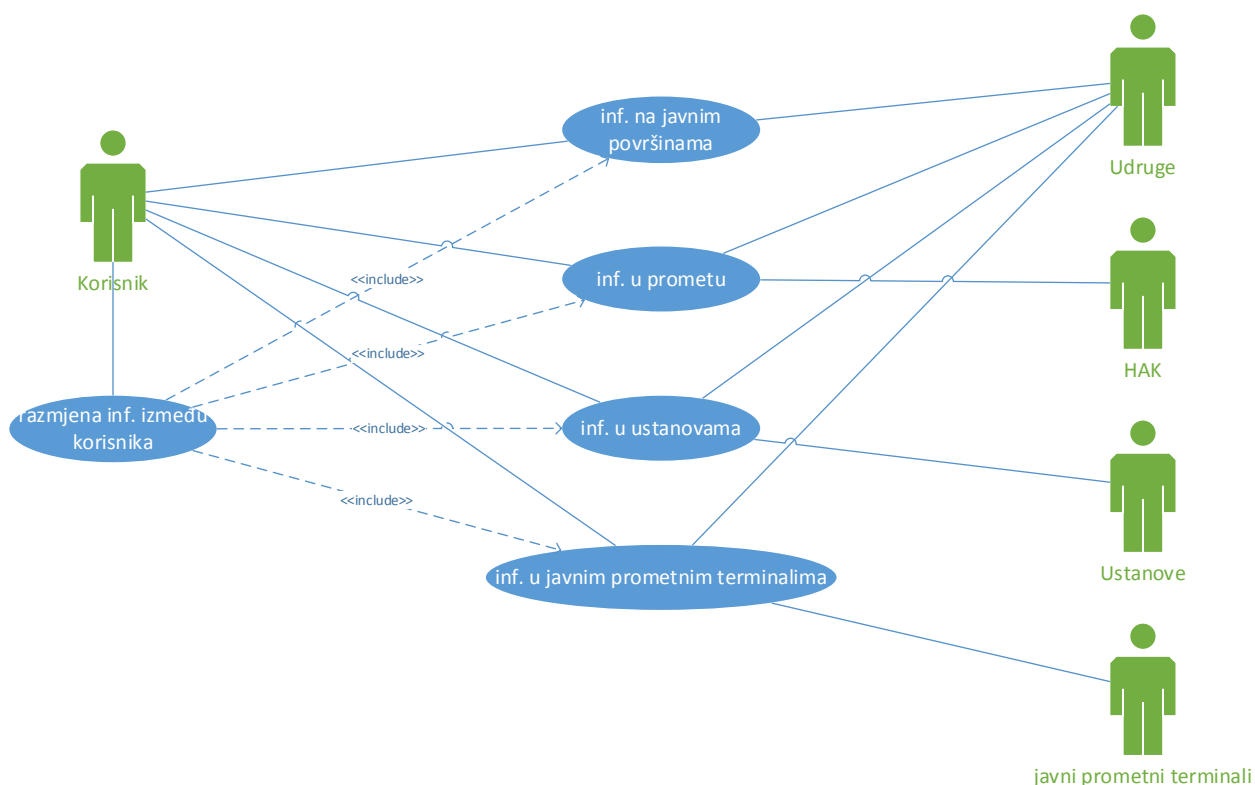 inf. na javnim
površinama
Udruge
Korisnik
<<include>>
inf. u prometu
<<include>>
HAK
razmjena inf. između
korisnika
<<include>>
inf. u ustanovama
<<include>>
Ustanove
inf. u javnim prometnim terminalima
javni prometni terminali